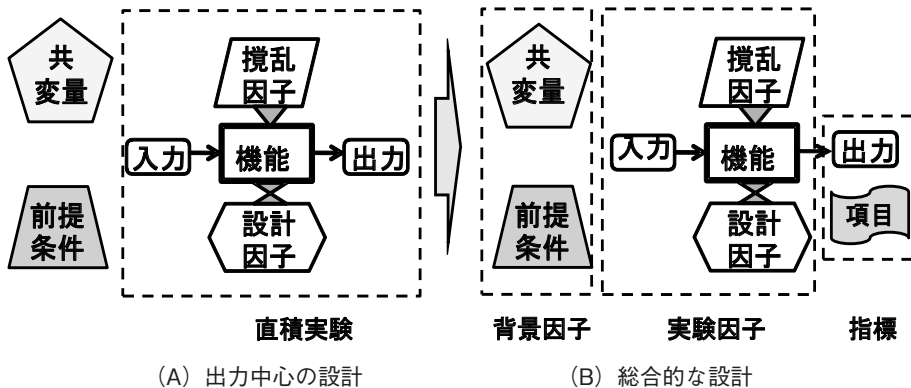 共
変量
前提
条件
撹乱
因子
入力
機能
出力
設計
因子
直積実験
(A) 出力中心の設計
共
変量
前提
条件
撹乱
因子
入力
機能
設計
因子
出力
項目
背景因子
実験因子
指標
(B) 総合的な設計